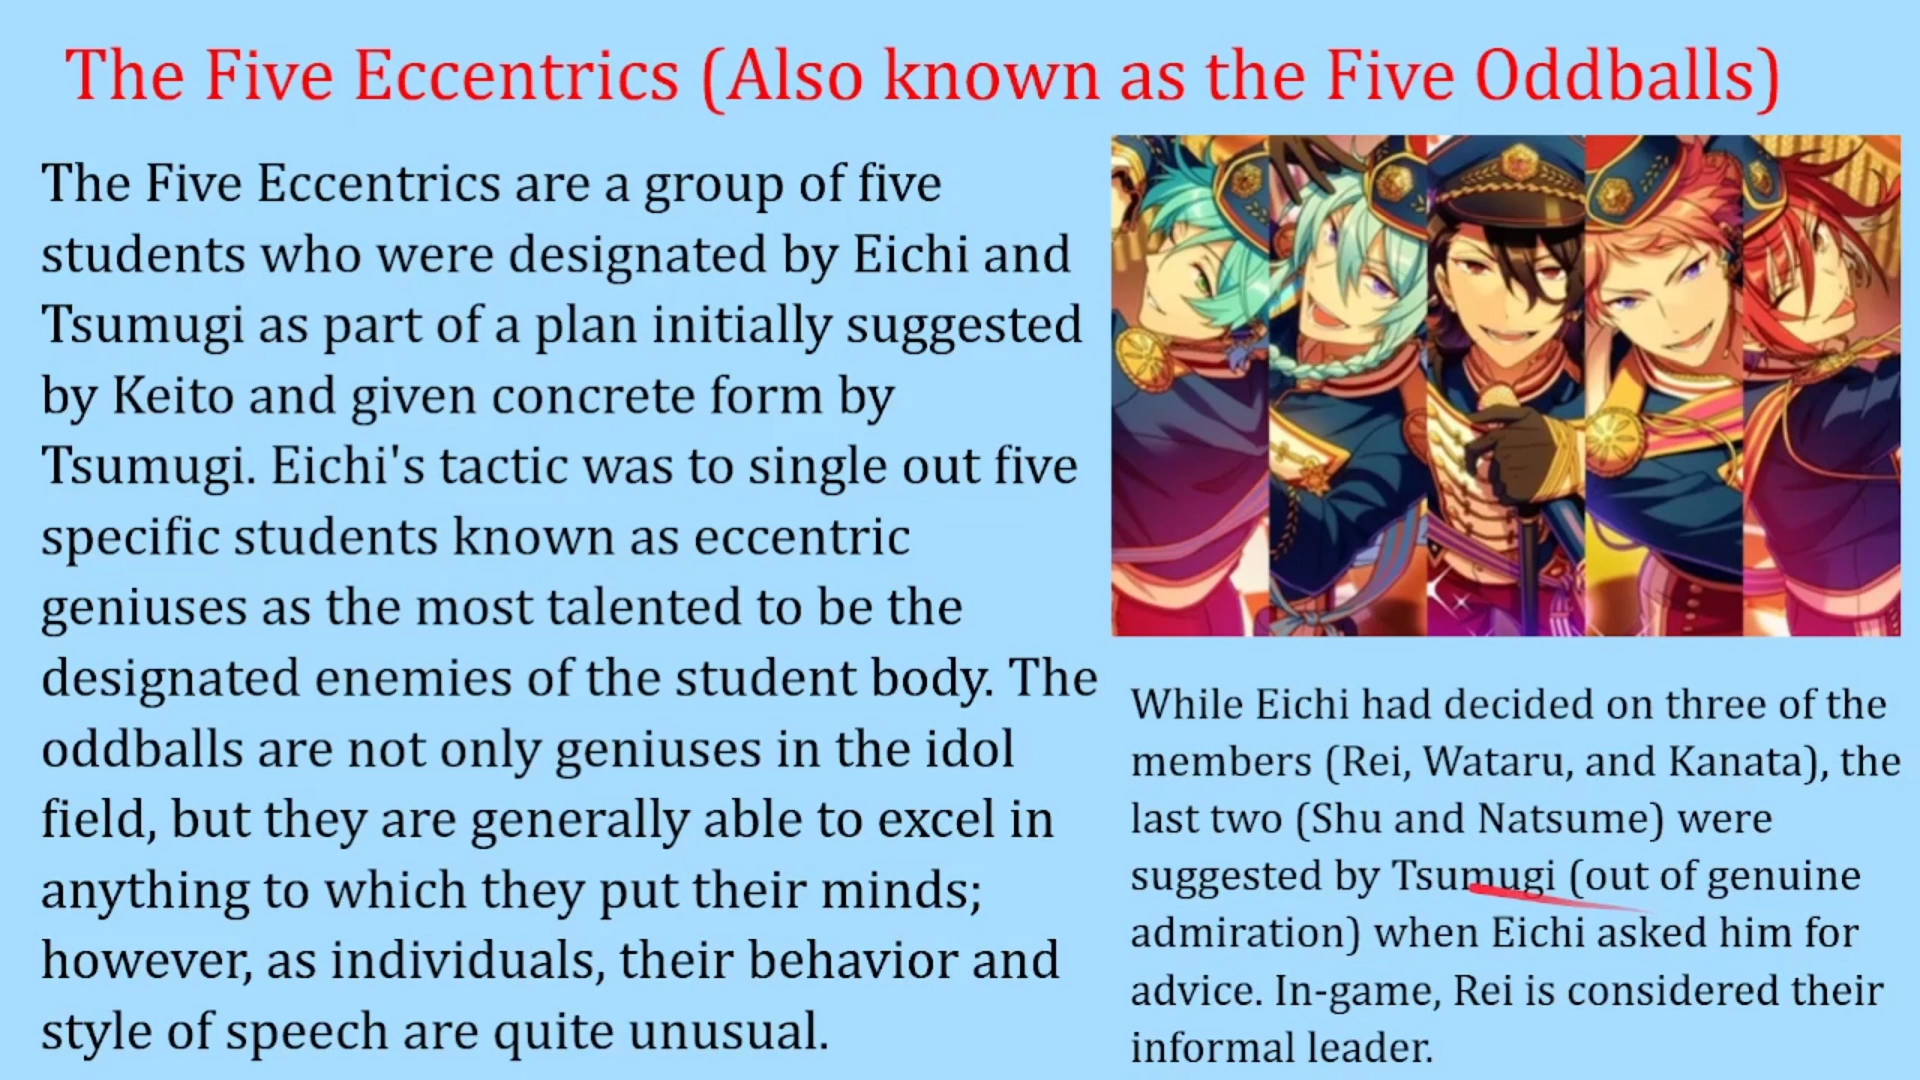 The Five Eccentrics (Also known as the Five Oddballs)
The Five Eccentrics are a group of five
students who were designated by Eichi and
Tsumugi as part of a plan initially suggested
by Keito and given concrete form by
Tsumugi. Eichi's tactic was to single out five
specific students known as eccentric
geniuses as the most talented to be the
designated enemies of the student body. The
oddballs are not only geniuses in the idol
field, but they are generally able to excel in
anything to which they put their minds;
however, as individuals, their behavior and
style of speech are quite unusual.
While Eichi had decided on three of the
members (Rei, Wataru, and Kanata), the
last two (Shu and Natsume) were
suggested by Tsumugi (out of genuine
admiration) when Eichi asked him for
advice. In-game, Rei is considered their
informal leader.